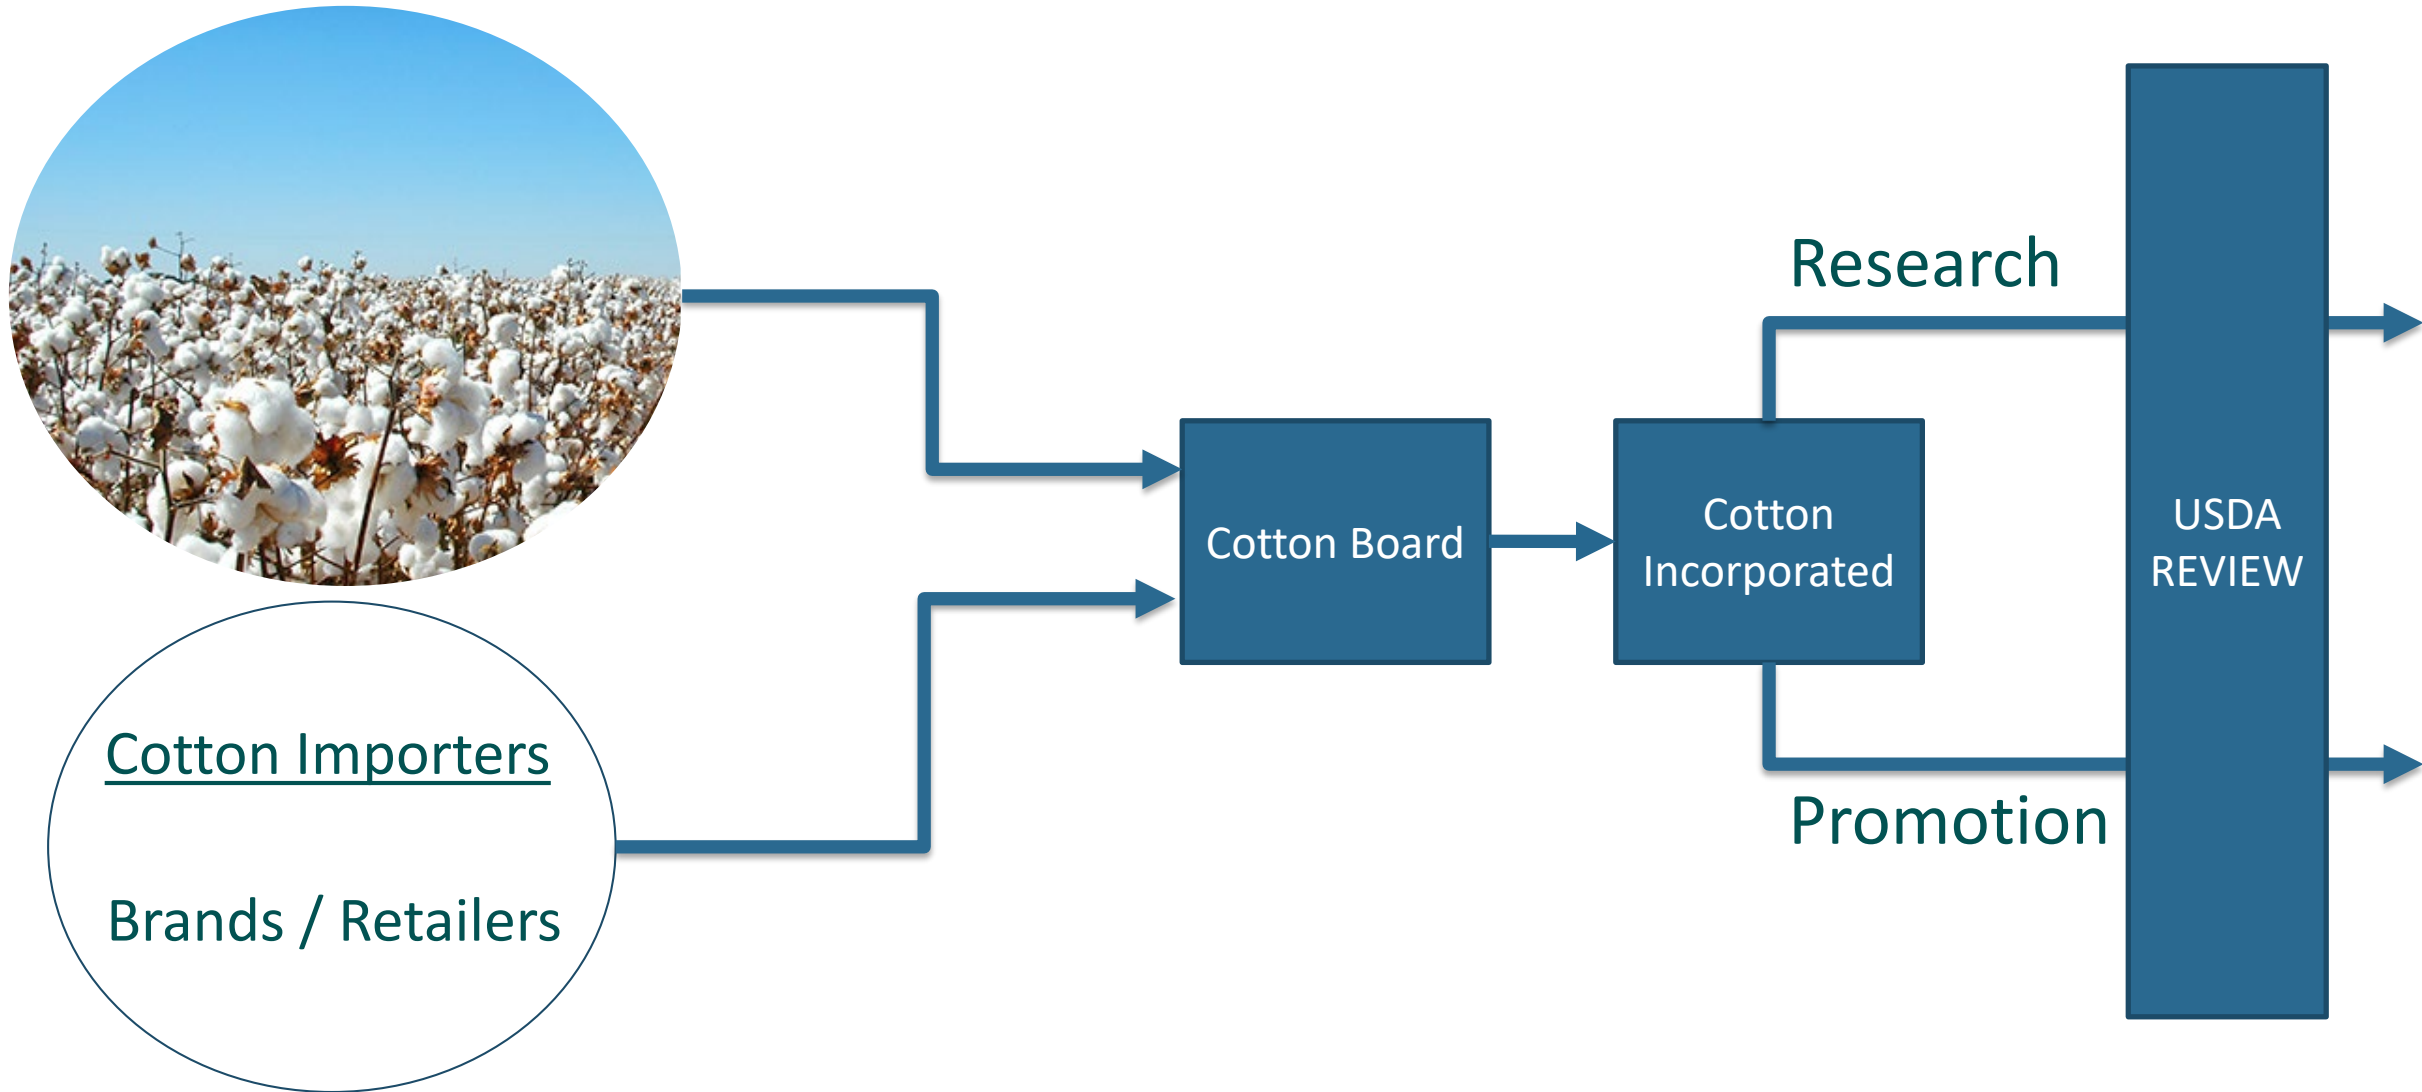 Research
Cotton Board
Cotton
Incorporated
USDA
REVIEW
Cotton Importers
Brands / Retailers
Promotion